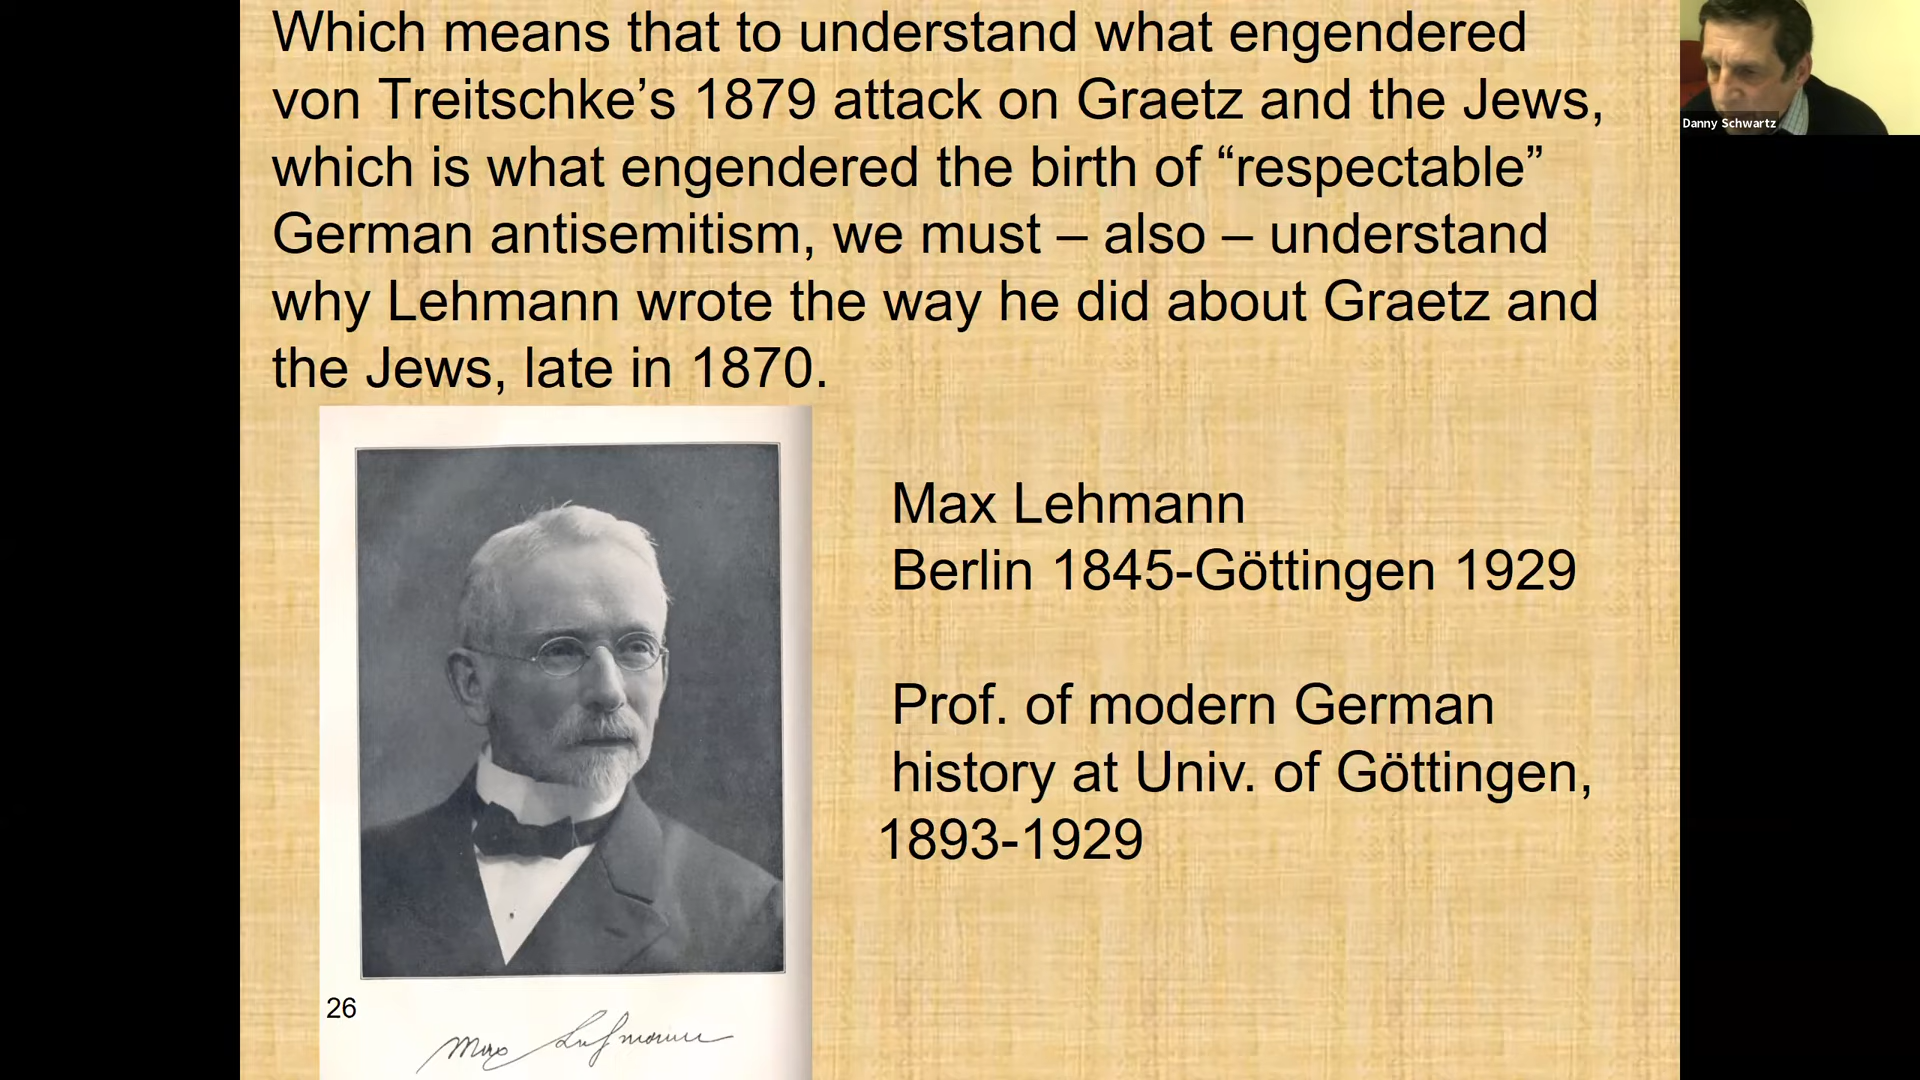 Which means that to understand what engendered
von Treitschke’s 1879 attack on Graetz and the Jews,
which is what engendered the birth of “respectable”
German antisemitism, we must – also – understand
why Lehmann wrote the way he did about Graetz and
the Jews, late in 1870.
Danny Schwartz
Max Lehmann
Berlin 1845-Göttingen 1929
Prof. of modern German
history at Univ. of Göttingen,
1893-1929
26
Max Lehmann